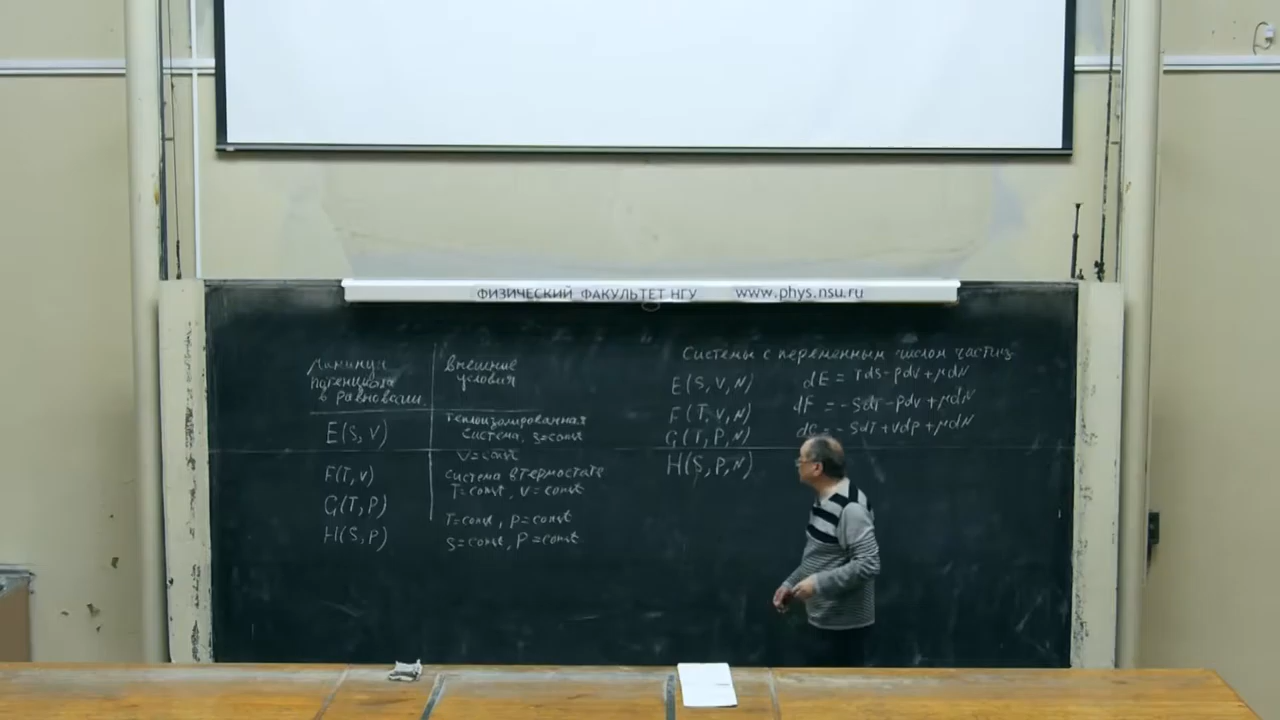 ФИЗИЧЕСКИЙ ФАКУЛЬТЕТ НГУ www.phys.nsu.ru
Минимум
потенциала
в равновесии
E(S, V)
F(T, V)
G(T, P)
H(S, P)
внешние
условия
теплоизолированная
система, S=const
V=const
система в термостате
T=const, V=const
T=const, P=const
S=const, P=const
Системы с переменным числом частиц
E(S, V, N) dE = TdS - PdV + μdN
F(T, V, N) dF = -SdT - PdV + μdN
G(T, P, N) dG = -SdT + VdP + μdN
H(S, P, N)